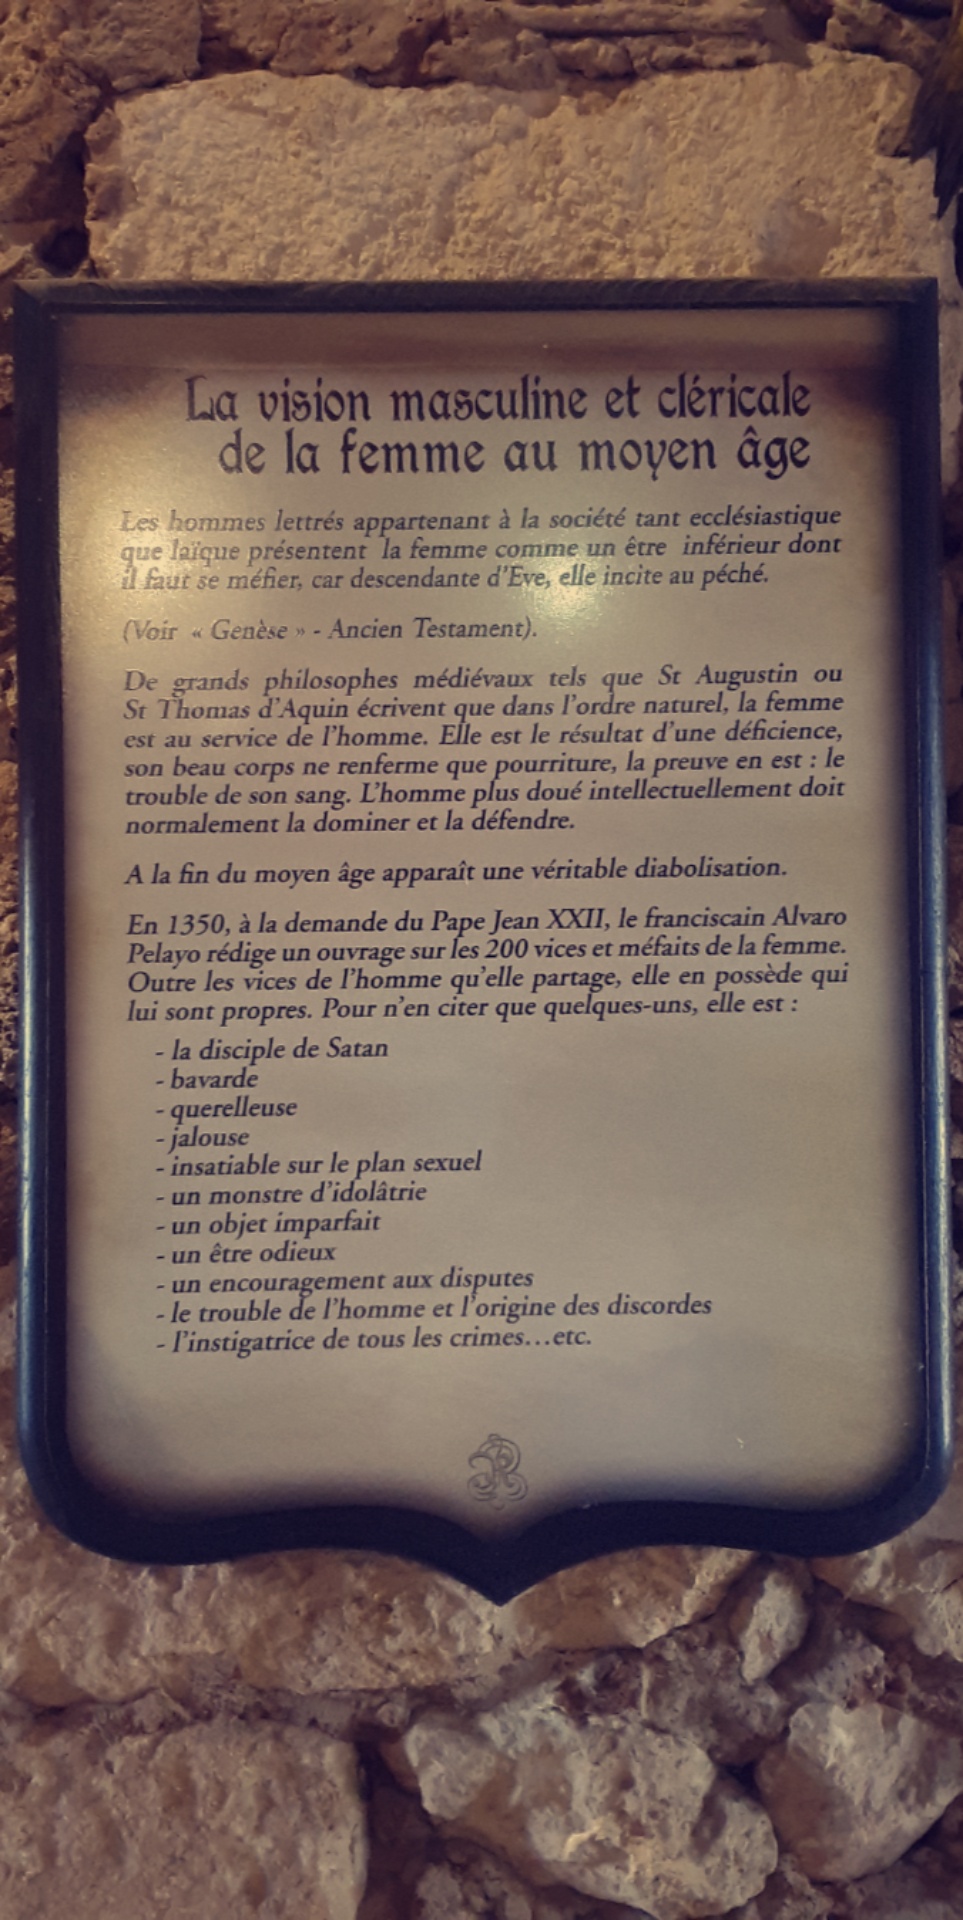 La vision masculine et cléricale
de la femme au moyen âge
Les hommes lettrés appartenant à la société tant ecclésiastique
que laïque présentent la femme comme un être inférieur dont
il faut se méfier, car descendante d'Eve, elle incite au péché.
(Voir « Genèse » - Ancien Testament).
De grands philosophes médiévaux tels que St Augustin ou
St Thomas d'Aquin écrivent que dans l'ordre naturel, la femme
est au service de l'homme. Elle est le résultat d'une déficience,
son beau corps ne renferme que pourriture, la preuve en est : le
trouble de son sang. L'homme plus doué intellectuellement doit
normalement la dominer et la défendre.
A la fin du moyen âge apparaît une véritable diabolisation.
En 1350, à la demande du Pape Jean XXII, le franciscain Alvaro
Pelayo rédige un ouvrage sur les 200 vices et méfaits de la femme.
Outre les vices de l'homme qu'elle partage, elle en possède qui
lui sont propres. Pour n'en citer que quelques-uns, elle est :
- la disciple de Satan
- bavarde
- querelleuse
- jalouse
- insatiable sur le plan sexuel
- un monstre d'idolâtrie
- un objet imparfait
- un être odieux
- un encouragement aux disputes
- le trouble de l'homme et l'origine des discordes
- l'instigatrice de tous les crimes...etc.